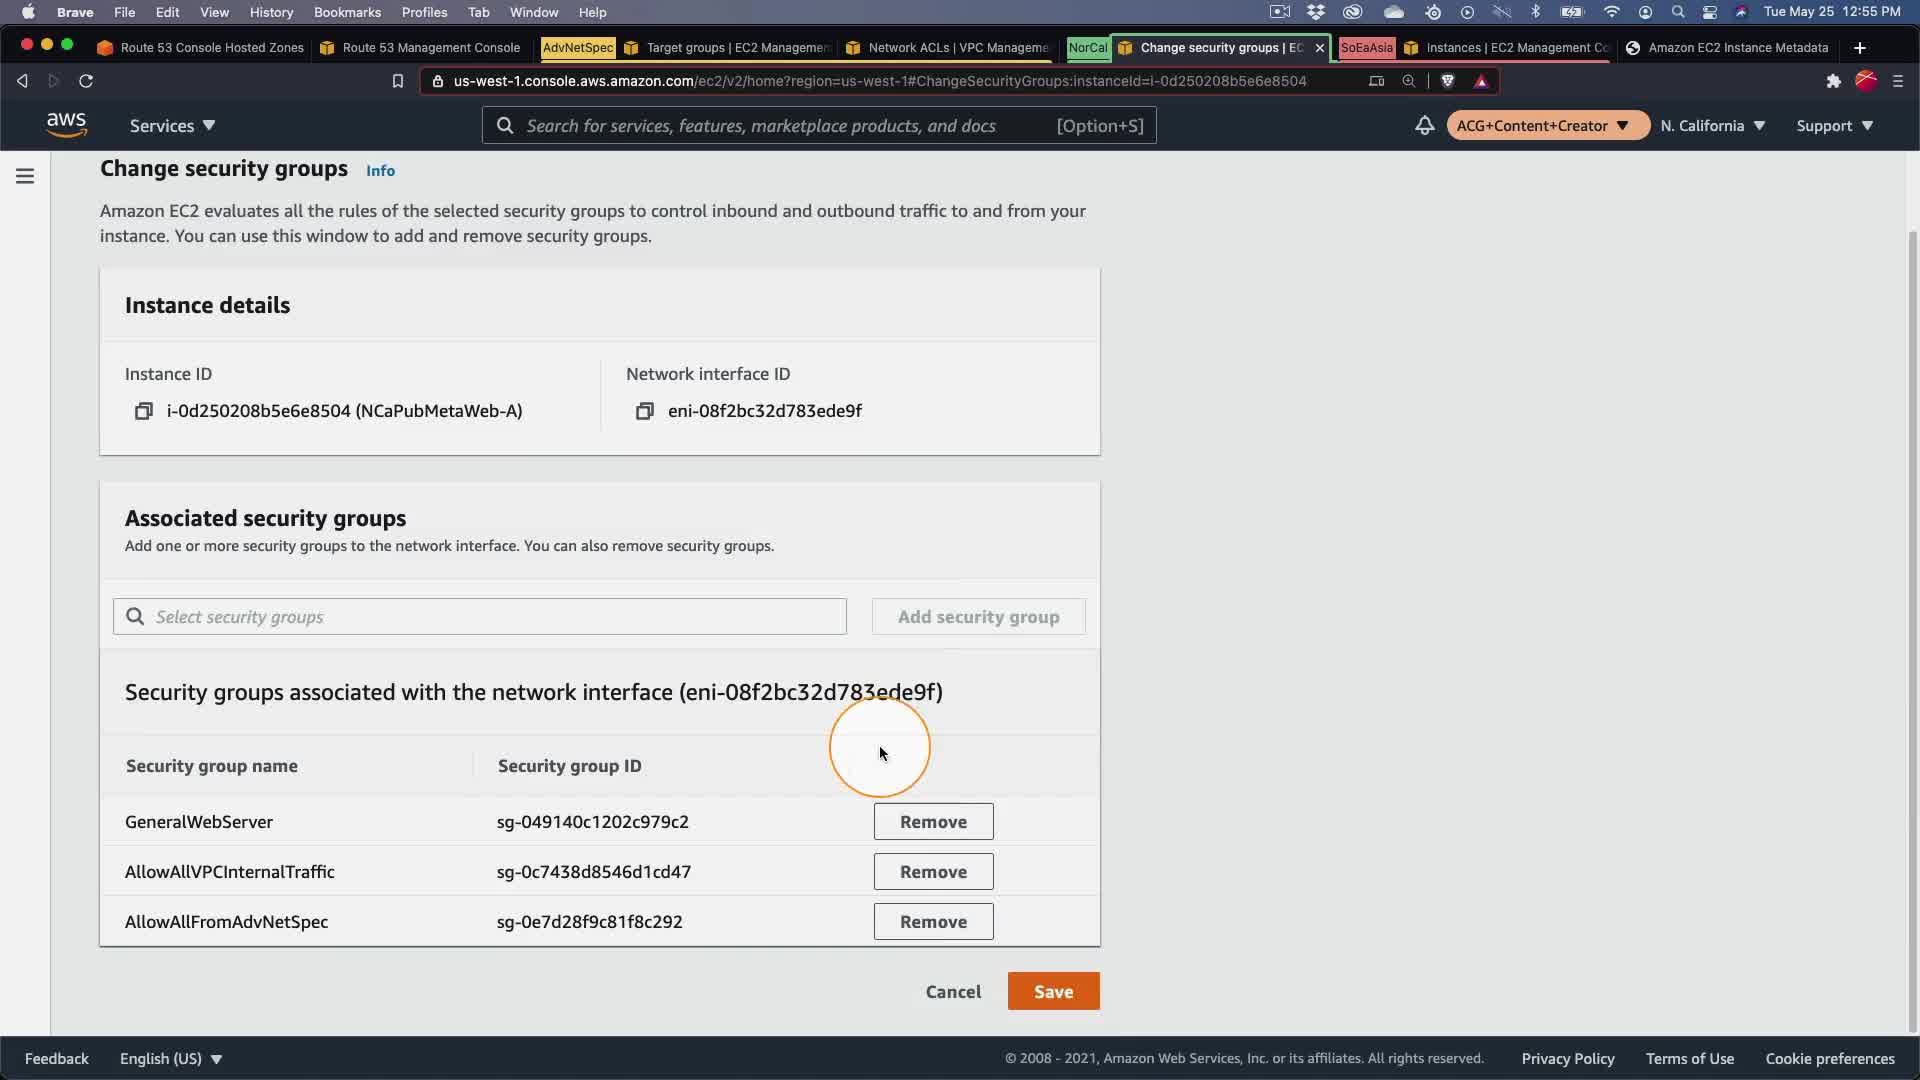 Brave File Edit View History Bookmarks Profiles Tab Window Help Tue May 25 12:55 PM
Route 53 Console Hosted Zones Route 53 Management Console AdvNetSpec Target groups | EC2 Managemen Network ACLs | VPC Manageme NorCal Change security groups | EC SoEaAsia Instances | EC2 Management Co Amazon EC2 Instance Metadata
us-west-1.console.aws.amazon.com/ec2/v2/home?region=us-west-1#ChangeSecurityGroups:instanceId=i-0d250208b5e6e8504
aws Services Search for services, features, marketplace products, and docs [Option+S] ACG+Content+Creator N. California Support
Change security groups Info
Amazon EC2 evaluates all the rules of the selected security groups to control inbound and outbound traffic to and from your
instance. You can use this window to add and remove security groups.
Instance details
Instance ID Network interface ID
i-0d250208b5e6e8504 (NCaPubMetaWeb-A) eni-08f2bc32d783ede9f
Associated security groups
Add one or more security groups to the network interface. You can also remove security groups.
Select security groups Add security group
Security groups associated with the network interface (eni-08f2bc32d783ede9f)
Security group name Security group ID
GeneralWebServer sg-049140c1202c979c2 Remove
AllowAllVPCInternalTraffic sg-0c7438d8546d1cd47 Remove
AllowAllFromAdvNetSpec sg-0e7d28f9c81f8c292 Remove
Cancel Save
Feedback English (US) © 2008 - 2021, Amazon Web Services, Inc. or its affiliates. All rights reserved. Privacy Policy Terms of Use Cookie preferences